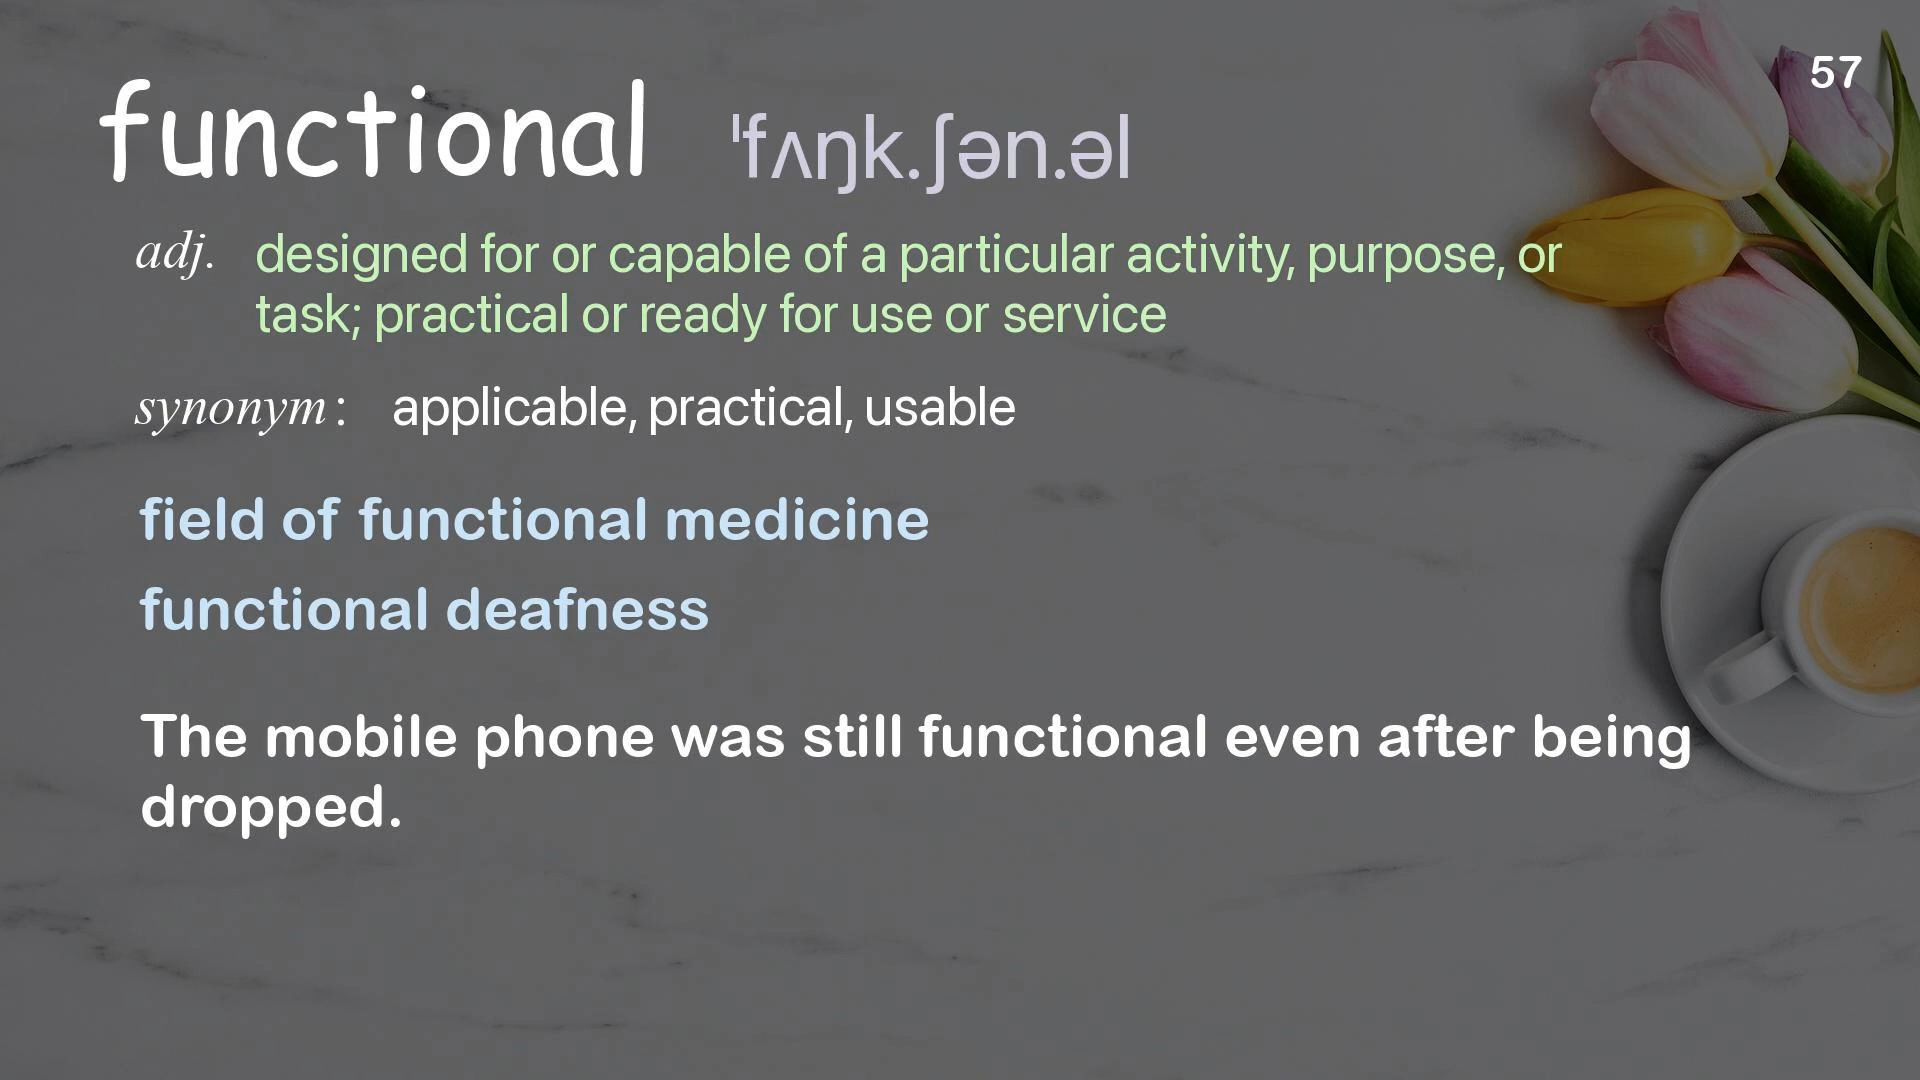 57
functional ˈfʌŋk.ʃən.əl
adj. designed for or capable of a particular activity, purpose, or
task; practical or ready for use or service
synonym: applicable, practical, usable
field of functional medicine
functional deafness
The mobile phone was still functional even after being
dropped.